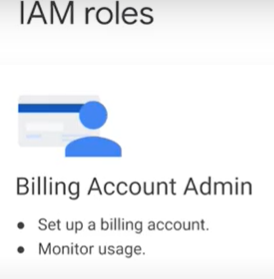 IAM roles
Billing Account Admin
• Set up a billing account.
• Monitor usage.